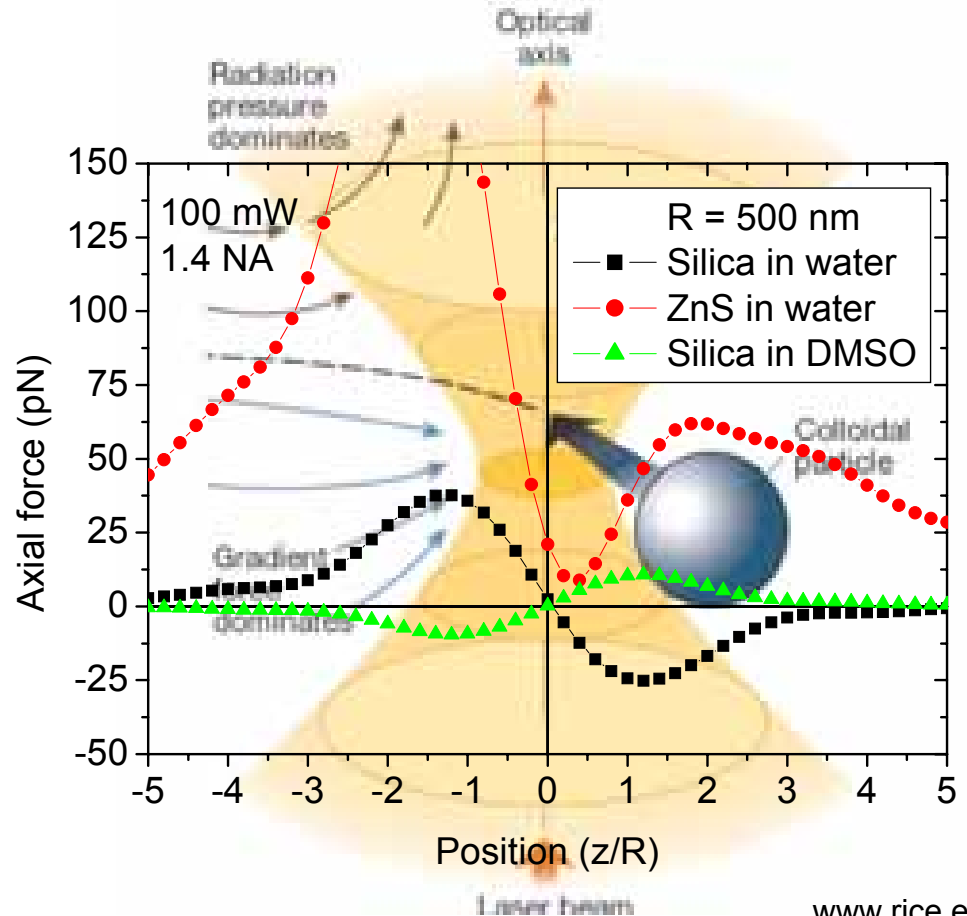 Optical
axis
Radiation
pressure
dominates
150
125
100
75
50
25
0
-25
-50
Axial force (pN)
100 mW
1.4 NA
R = 500 nm
Silica in water
ZnS in water
Silica in DMSO
Colloidal
particle
Gradient
dominates
-5 -4 -3 -2 -1 0 1 2 3 4 5
Position (z/R)
Laser beam
www.rice.e